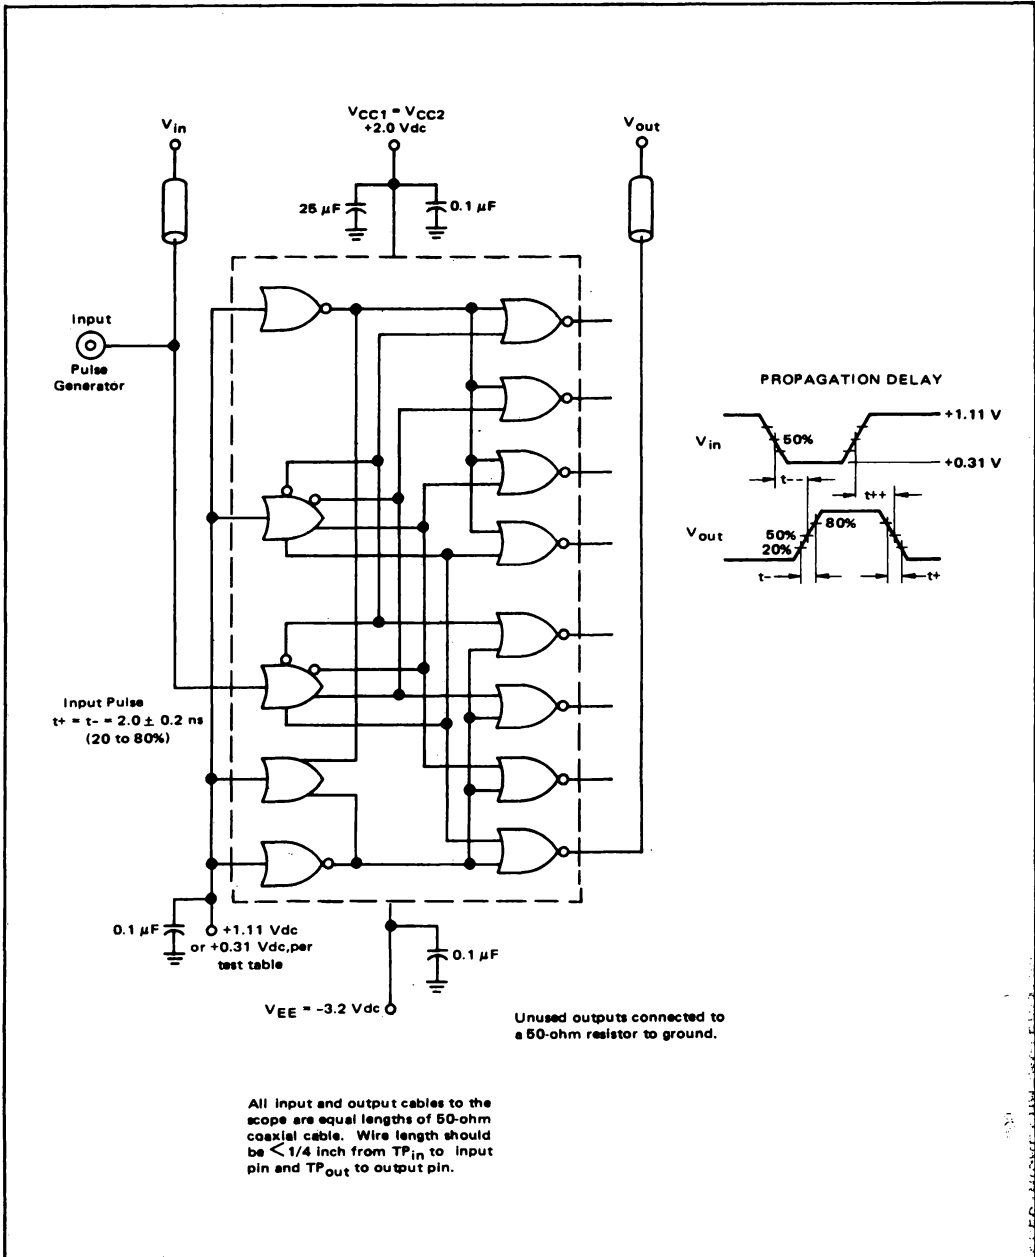 VCC1 = VCC2
+2.0 Vdc
Vin
Vout
25 µF
0.1 µF
Input
Pulse
Generator
PROPAGATION DELAY
+1.11 V
Vin
50%
+0.31 V
t--
t++
80%
50%
Vout
20%
t-
t+
Input Pulse
t+ = t- = 2.0 ± 0.2 ns
(20 to 80%)
0.1 µF
+1.11 Vdc
or +0.31 Vdc,per
test table
0.1 µF
VEE = -3.2 Vdc
Unused outputs connected to
a 50-ohm resistor to ground.
All input and output cables to the
scope are equal lengths of 50-ohm
coaxial cable. Wire length should
be < 1/4 inch from TPin to input
pin and TPout to output pin.